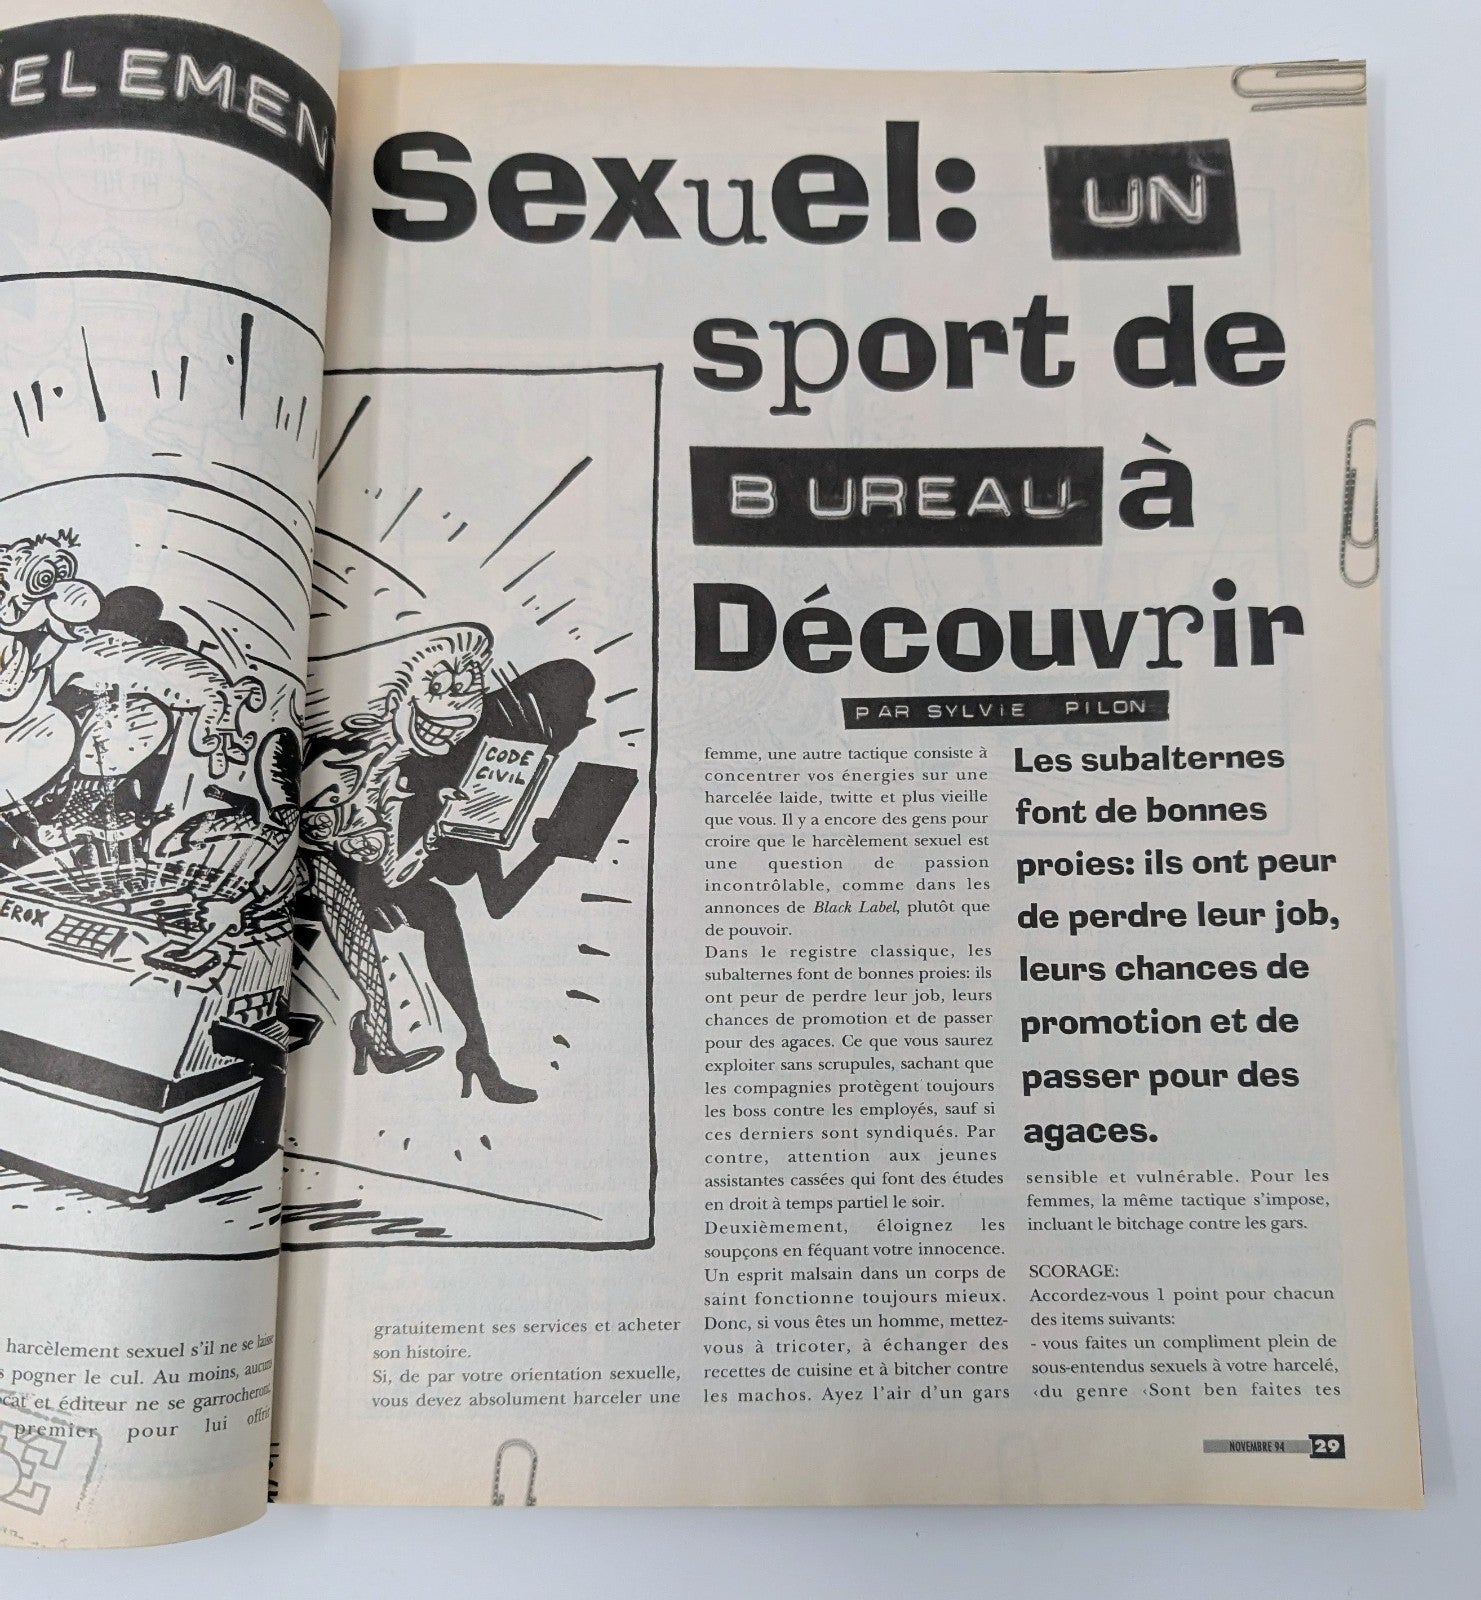 ELEMEN
Sexuel: UN
sport de
BUREAU à
Découvrir
PAR SYLVIE PILON
CODE
CIVIL
EROX
harcèlement sexuel s'il ne se laisse
pogner le cul. Au moins, aucun
et éditeur ne se garrocheront
premier pour lui offrir
gratuitement ses services et acheter
son histoire.
Si, de par votre orientation sexuelle,
vous devez absolument harceler une
femme, une autre tactique consiste à
concentrer vos énergies sur une
harcelée laide, twitte et plus vieille
que vous. Il y a encore des gens pour
croire que le harcèlement sexuel est
une question de passion
incontrôlable, comme dans les
annonces de Black Label, plutôt que
de pouvoir.
Dans le registre classique, les
subalternes font de bonnes proies: ils
ont peur de perdre leur job, leurs
chances de promotion et de passer
pour des agaces. Ce que vous saurez
exploiter sans scrupules, sachant que
les compagnies protègent toujours
les boss contre les employés, sauf si
ces derniers sont syndiqués. Par
contre, attention aux jeunes
assistantes cassées qui font des études
en droit à temps partiel le soir.
Deuxièmement, éloignez les
soupçons en féquant votre innocence.
Un esprit malsain dans un corps de
saint fonctionne toujours mieux.
Donc, si vous êtes un homme, mettez-
vous à tricoter, à échanger des
recettes de cuisine et à bitcher contre
les machos. Ayez l'air d'un gars
Les subalternes
font de bonnes
proies: ils ont peur
de perdre leur job,
leurs chances de
promotion et de
passer pour des
agaces.
sensible et vulnérable. Pour les
femmes, la même tactique s'impose,
incluant le bitchage contre les gars.
SCORAGE:
Accordez-vous 1 point pour chacun
des items suivants:
- vous faites un compliment plein de
sous-entendus sexuels à votre harcelé,
‹du genre ‹Sont ben faites tes
NOVEMBRE 94 29